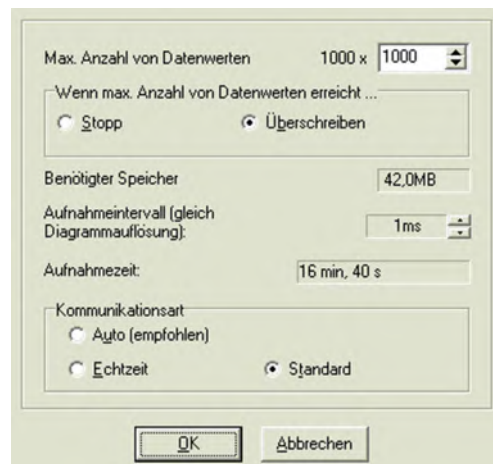 Max. Anzahl von Datenwerten 1000 x 1000
Wenn max. Anzahl von Datenwerten erreicht ...
Stopp Überschreiben
Benötigter Speicher 42,0MB
Aufnahmeintervall (gleich
Diagrammauflösung): 1ms
Aufnahmezeit: 16 min, 40 s
Kommunikationsart
Auto (empfohlen)
Echtzeit Standard
OK Abbrechen